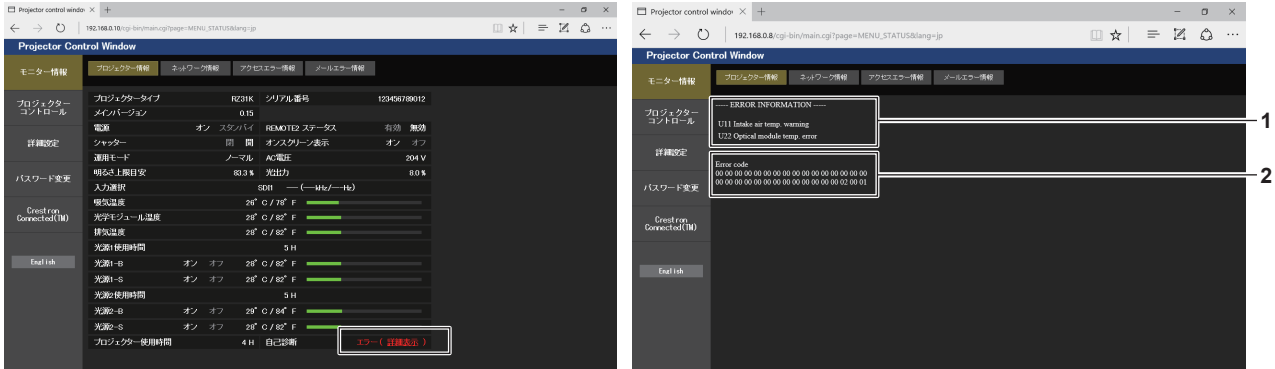 Projector control windov × +
192.168.0.10/cgi-bin/main.cgi?page=MENU_STATUS&lang=jp
Projector Control Window
モニター情報
プロジェクター情報 ネットワーク情報 アクセスエラー情報 メールエラー情報
プロジェクター
コントロール
詳細設定
パスワード変更
Crestron
Connected(TM)
English
プロジェクタータイプ RZ31K シリアル番号 123456789012
メインバージョン 0.15
電源 オン スタンバイ REMOTE2 ステータス 有効 無効
シャッター 閉 開 オンスクリーン表示 オン オフ
運用モード ノーマル AC電圧 204 V
明るさ上限目安 83.3 % 光出力 8.0 %
入力選択 SDI1 ---(---kHz/---Hz)
吸気温度 26°C / 78°F
光学モジュール温度 28°C / 82°F
排気温度 28°C / 82°F
光源1使用時間 5 H
光源1-B オン オフ 28°C / 82°F
光源1-S オン オフ 28°C / 82°F
光源2使用時間 5 H
光源2-B オン オフ 29°C / 84°F
光源2-S オン オフ 28°C / 82°F
プロジェクター使用時間 4 H 自己診断 エラー ( 詳細表示 )
Projector control window × +
192.168.0.8/cgi-bin/main.cgi?page=MENU_STATUS&lang=jp
Projector Control Window
モニター情報
プロジェクター情報 ネットワーク情報 アクセスエラー情報 メールエラー情報
プロジェクター
コントロール
詳細設定
パスワード変更
Crestron
Connected(TM)
English
----- ERROR INFORMATION -----
U11 Intake air temp. warning
U22 Optical module temp. error
1
Error code
00 00 00 00 00 00 00 00 00 00 00 00 00 00 00 00
00 00 00 00 00 00 00 00 00 00 00 00 00 02 00 01
2